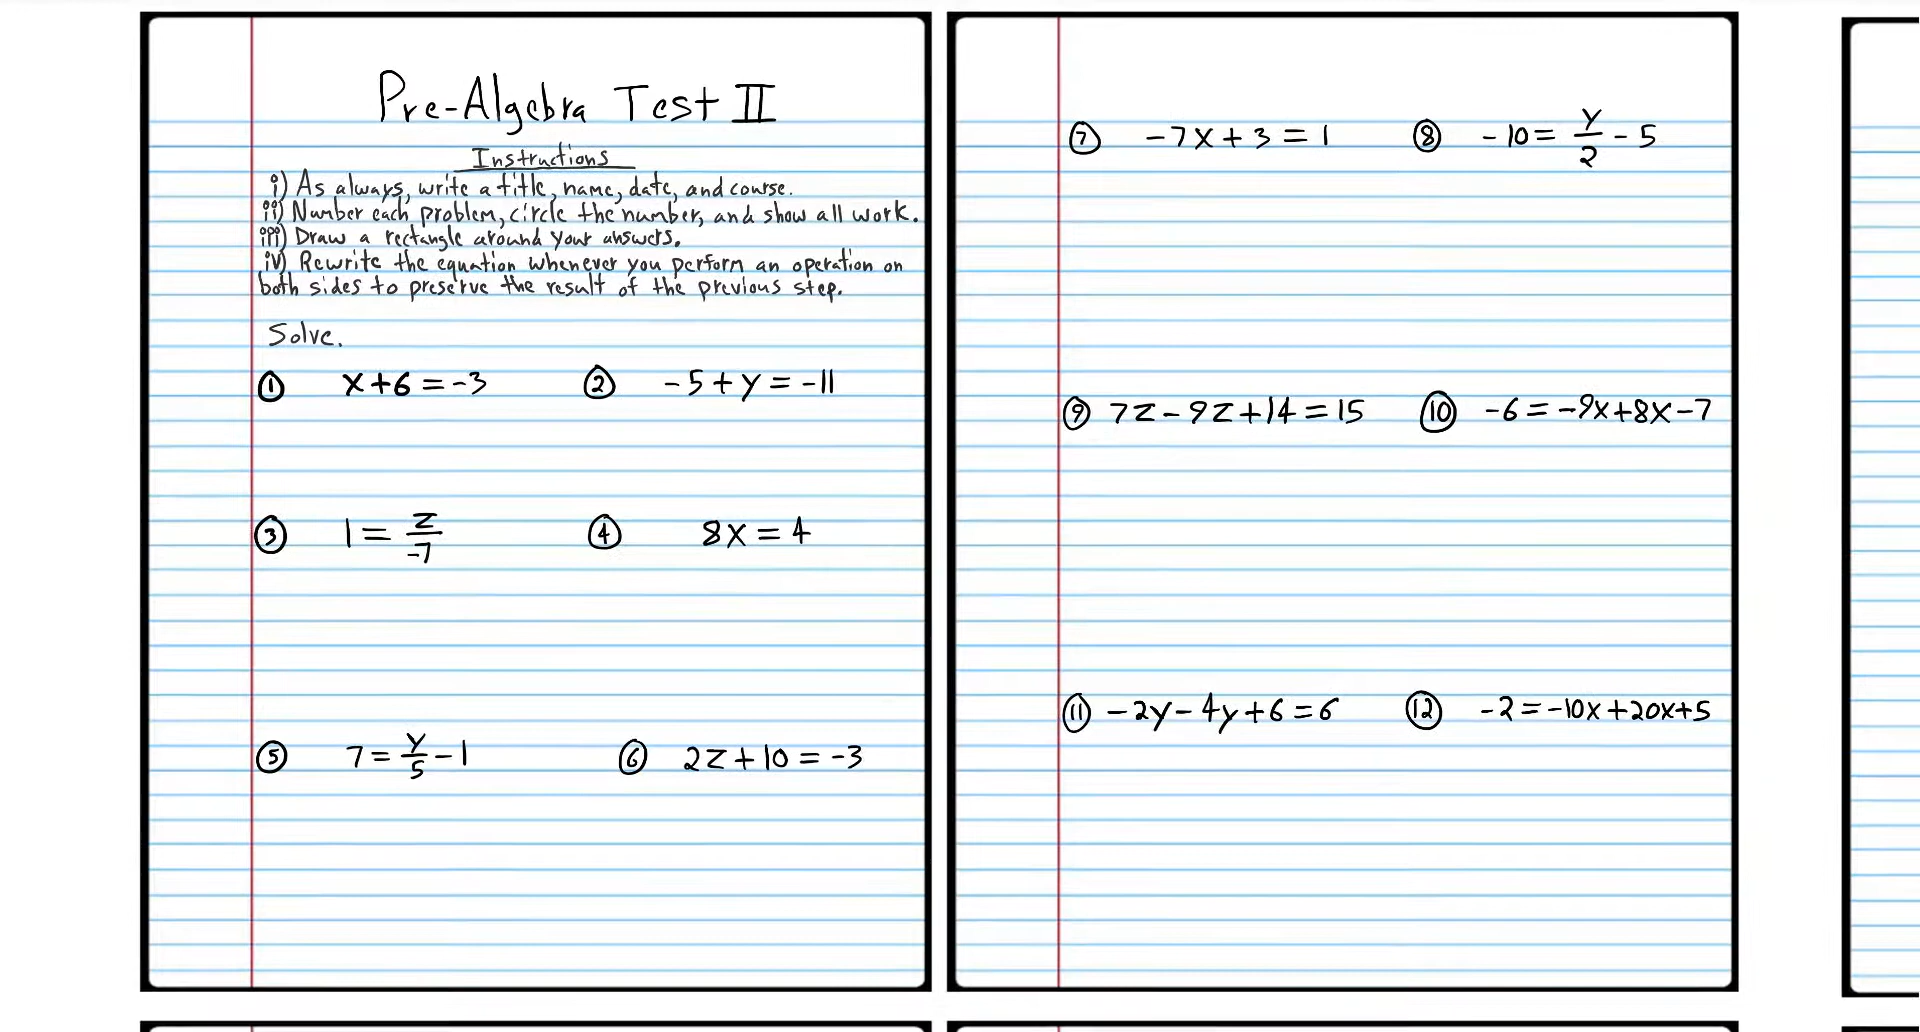 Pre-Algebra Test II
Instructions
i) As always, write a title, name, date, and course.
ii) Number each problem, circle the number, and show all work.
iii) Draw a rectangle around your answers.
iv) Rewrite the equation whenever you perform an operation on
both sides to preserve the result of the previous step.
Solve.
① x+6=-3 ② -5+y=-11
③ 1=z/-7 ④ 8x=4
⑤ 7=y/5-1 ⑥ 2z+10=-3
⑦ -7x+3=1 ⑧ -10=y/2-5
⑨ 7z-9z+14=15 ⑩ -6=-9x+8x-7
⑪ -2y-4y+6=6 ⑫ -2=-10x+20x+5